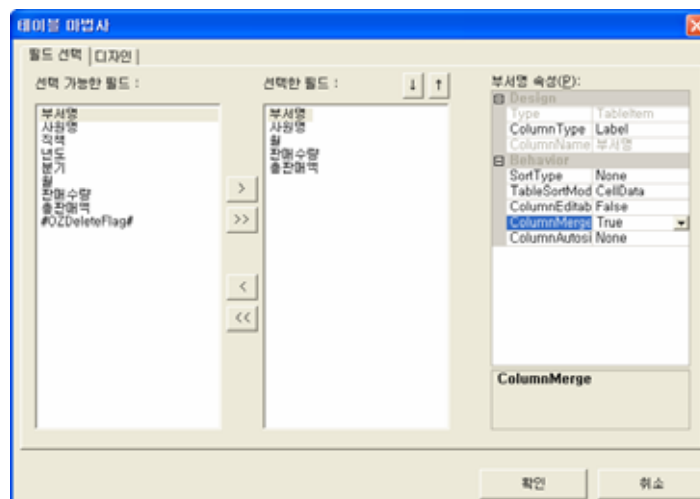 테이블 마법사
필드 선택 디자인
선택 가능한 필드 :
부서명
사원명
직책
년도
분기
월
판매수량
총판매액
#OZDeleteFlag#
>
>>
<
<<
선택한 필드 : ↓ ↑
부서명
사원명
월
판매수량
총판매액
부서명 속성(P):
Design
Type TableItem
ColumnType Label
ColumnName 부서명
Behavior
SortType None
TableSortMod CellData
ColumnEditab False
ColumnMerge True
ColumnAutosi None
ColumnMerge
확인 취소